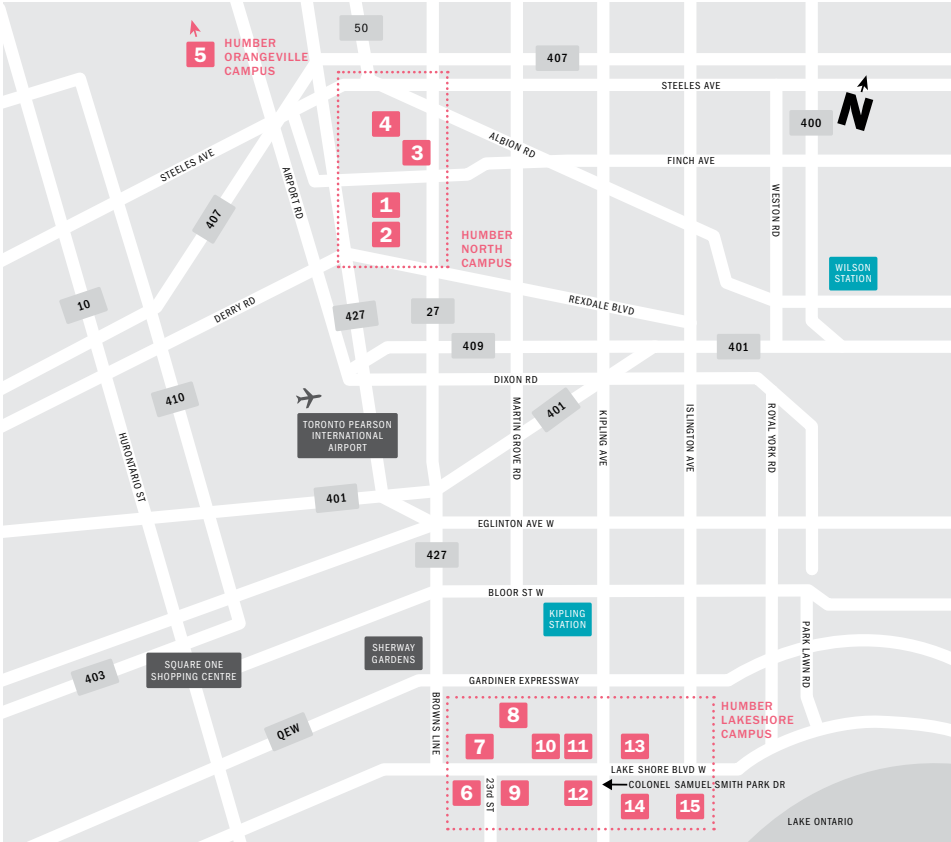 50
5
HUMBER
ORANGEVILLE
CAMPUS
407
STEELES AVE
N
400
4
3
ALBION RD
FINCH AVE
STEELES AVE
AIRPORT RD
407
1
2
WESTON RD
HUMBER
NORTH
CAMPUS
WILSON
STATION
10
DERRY RD
427
27
REXDALE BLVD
409
401
DIXON RD
410
TORONTO PEARSON
INTERNATIONAL
AIRPORT
401
MARTIN GROVE RD
KIPLING AVE
ISLINGTON AVE
ROYAL YORK RD
HURONTARIO ST
401
EGLINTON AVE W
427
BLOOR ST W
KIPLING
STATION
SHERWAY
GARDENS
PARK LAWN RD
403
SQUARE ONE
SHOPPING CENTRE
GARDINER EXPRESSWAY
QEW
BROWNS LINE
8
HUMBER
LAKESHORE
CAMPUS
7
10
11
13
LAKE SHORE BLVD W
COLONEL SAMUEL SMITH PARK DR
6
23rd ST
9
12
14
15
LAKE ONTARIO